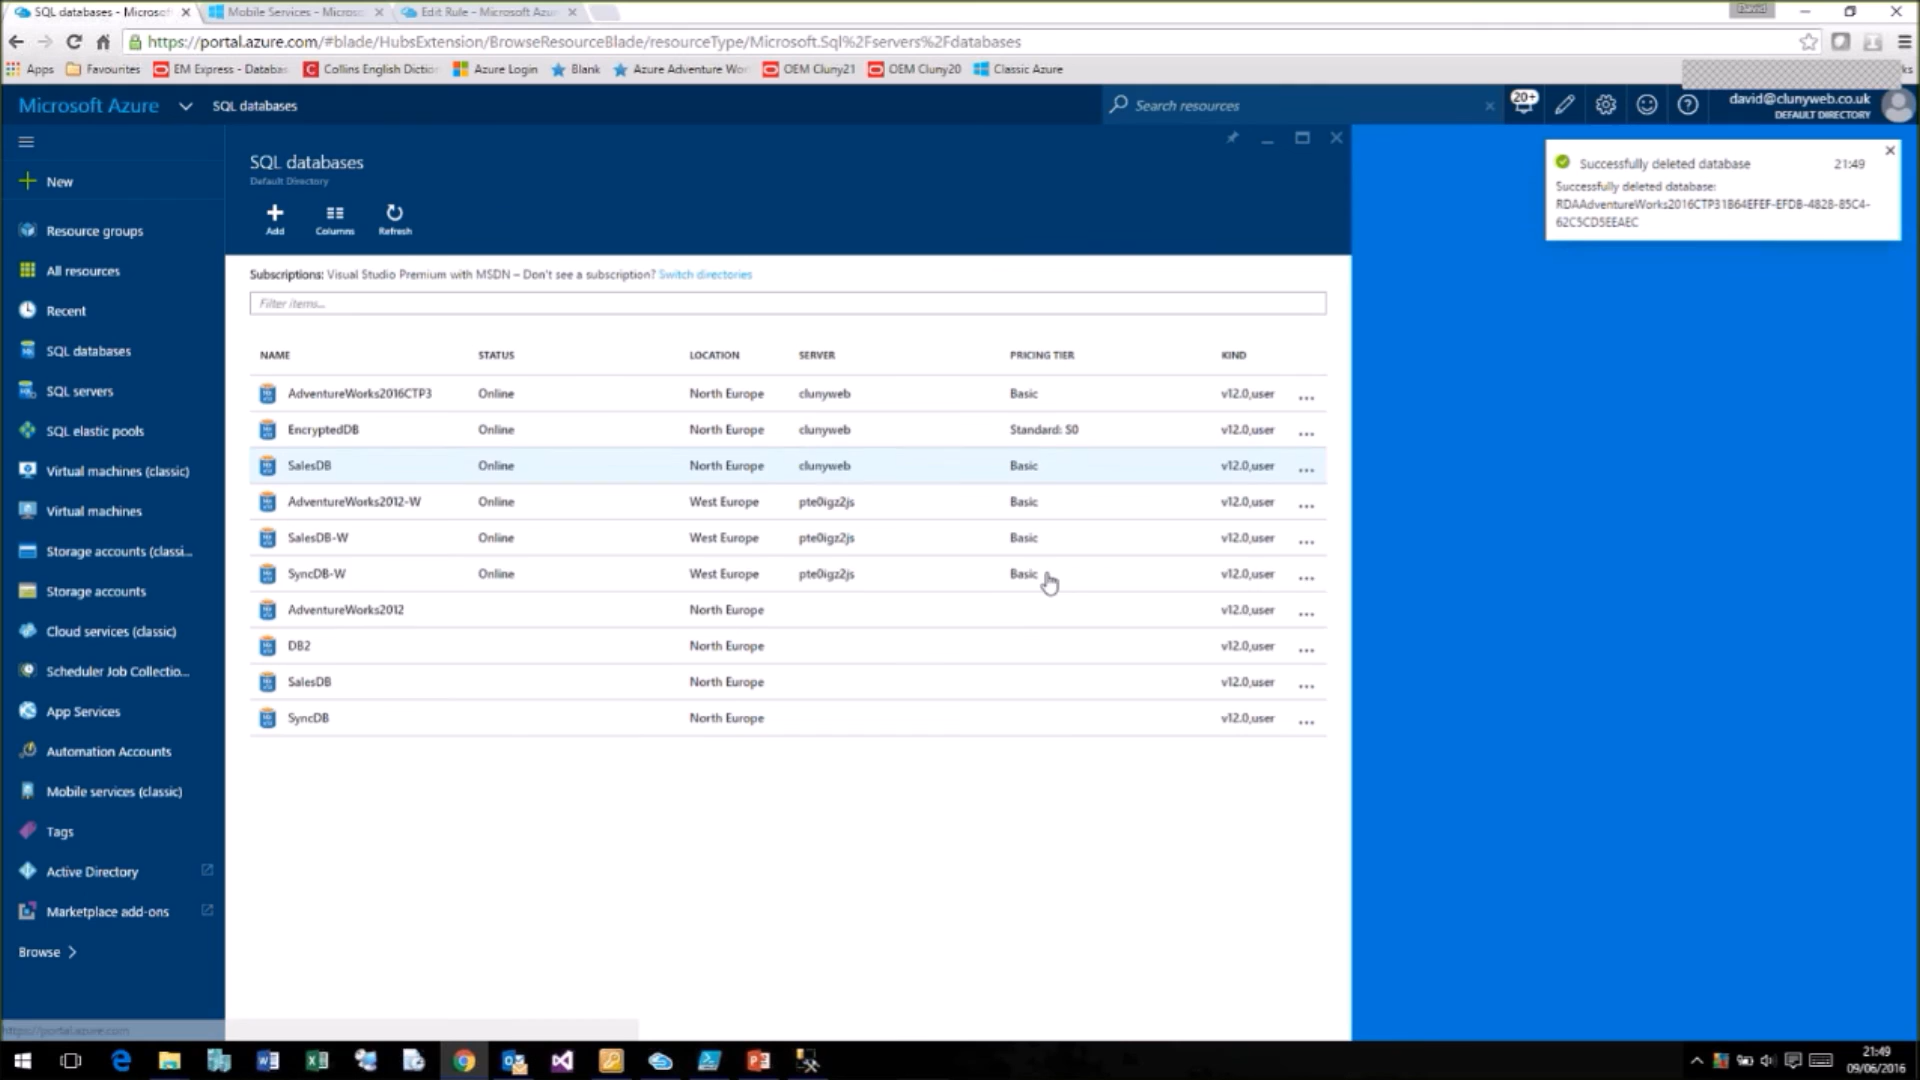 SQL databases - Microsof
Mobile Services - Microsof
Edit Rule - Microsoft Azur
David
https://portal.azure.com/#blade/HubsExtension/BrowseResourceBlade/resourceType/Microsoft.Sql%2Fservers%2Fdatabases
Apps
Favourites
EM Express - Databas
Collins English Dictio
Azure Login
Blank
Azure Adventure Wor
OEM Cluny21
OEM Cluny20
Classic Azure
Microsoft Azure
SQL databases
Search resources
20+
david@clunyweb.co.uk
DEFAULT DIRECTORY
New
Resource groups
All resources
Recent
SQL databases
SQL servers
SQL elastic pools
Virtual machines (classic)
Virtual machines
Storage accounts (classi...
Storage accounts
Cloud services (classic)
Scheduler Job Collectio...
App Services
Automation Accounts
Mobile services (classic)
Tags
Active Directory
Marketplace add-ons
Browse >
https://portal.azure.com
SQL databases
Default Directory
Add
Columns
Refresh
Subscriptions: Visual Studio Premium with MSDN – Don't see a subscription? Switch directories
Filter items...
NAME STATUS LOCATION SERVER PRICING TIER KIND
AdventureWorks2016CTP3 Online North Europe clunyweb Basic v12.0,user ...
EncryptedDB Online North Europe clunyweb Standard: S0 v12.0,user ...
SalesDB Online North Europe clunyweb Basic v12.0,user ...
AdventureWorks2012-W Online West Europe pte0igz2js Basic v12.0,user ...
SalesDB-W Online West Europe pte0igz2js Basic v12.0,user ...
SyncDB-W Online West Europe pte0igz2js Basic v12.0,user ...
AdventureWorks2012 North Europe v12.0,user ...
DB2 North Europe v12.0,user ...
SalesDB North Europe v12.0,user ...
SyncDB North Europe v12.0,user ...
Successfully deleted database 21:49
Successfully deleted database:
RDAAdventureWorks2016CTP31B64EFEF-EFDB-4828-85C4-
62C5CD5EEAEC
21:49
09/06/2016